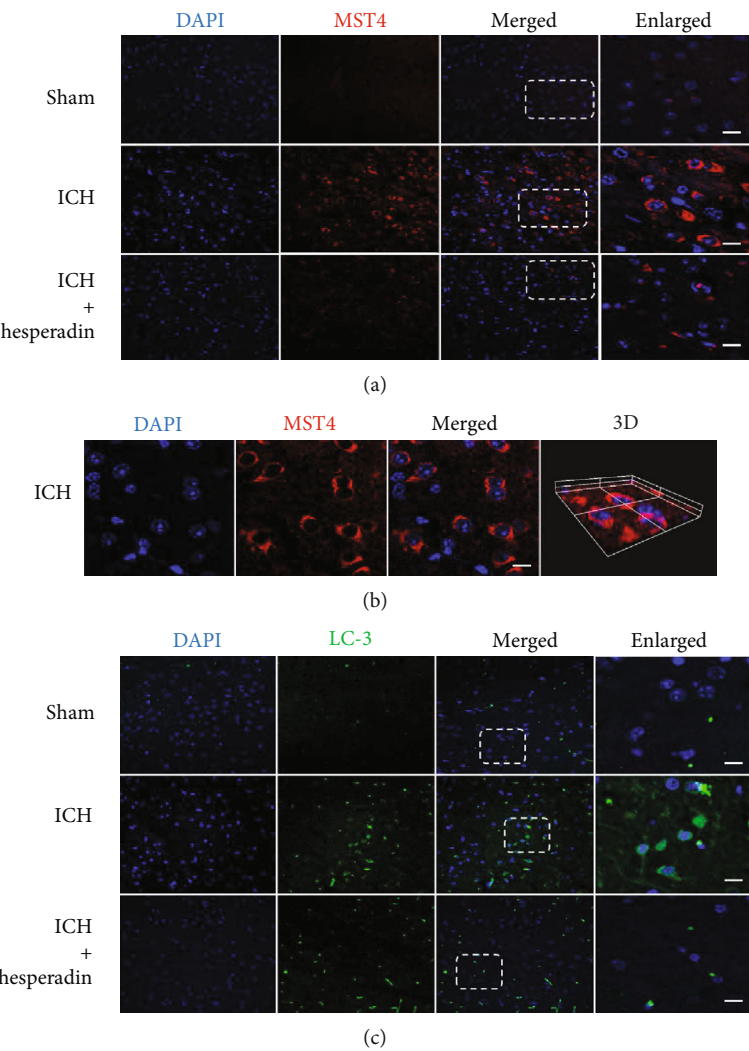 DAPI MST4 Merged Enlarged
Sham
ICH
ICH
+
hesperadin
(a)
DAPI MST4 Merged 3D
ICH
(b)
DAPI LC-3 Merged Enlarged
Sham
ICH
ICH
+
hesperadin
(c)